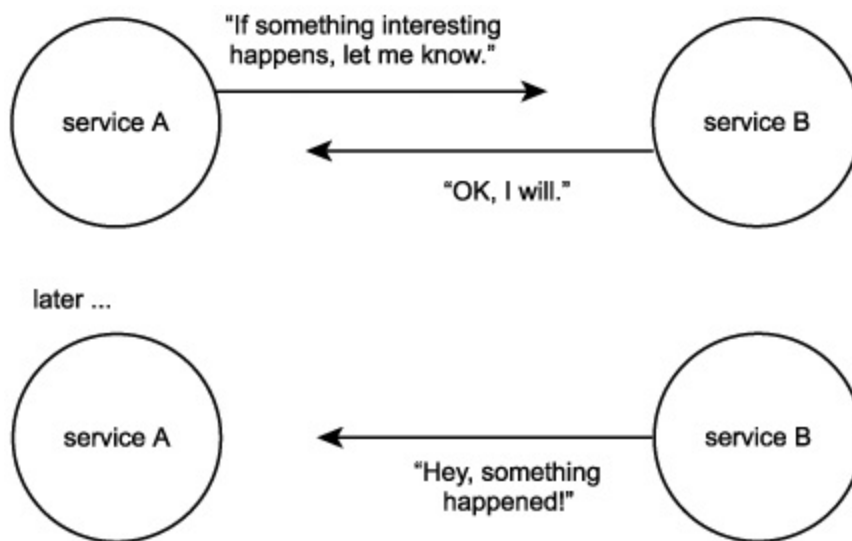 “If something interesting
happens, let me know.”
service A
service B
“OK, I will.”
later ...
service A
service B
“Hey, something
happened!”